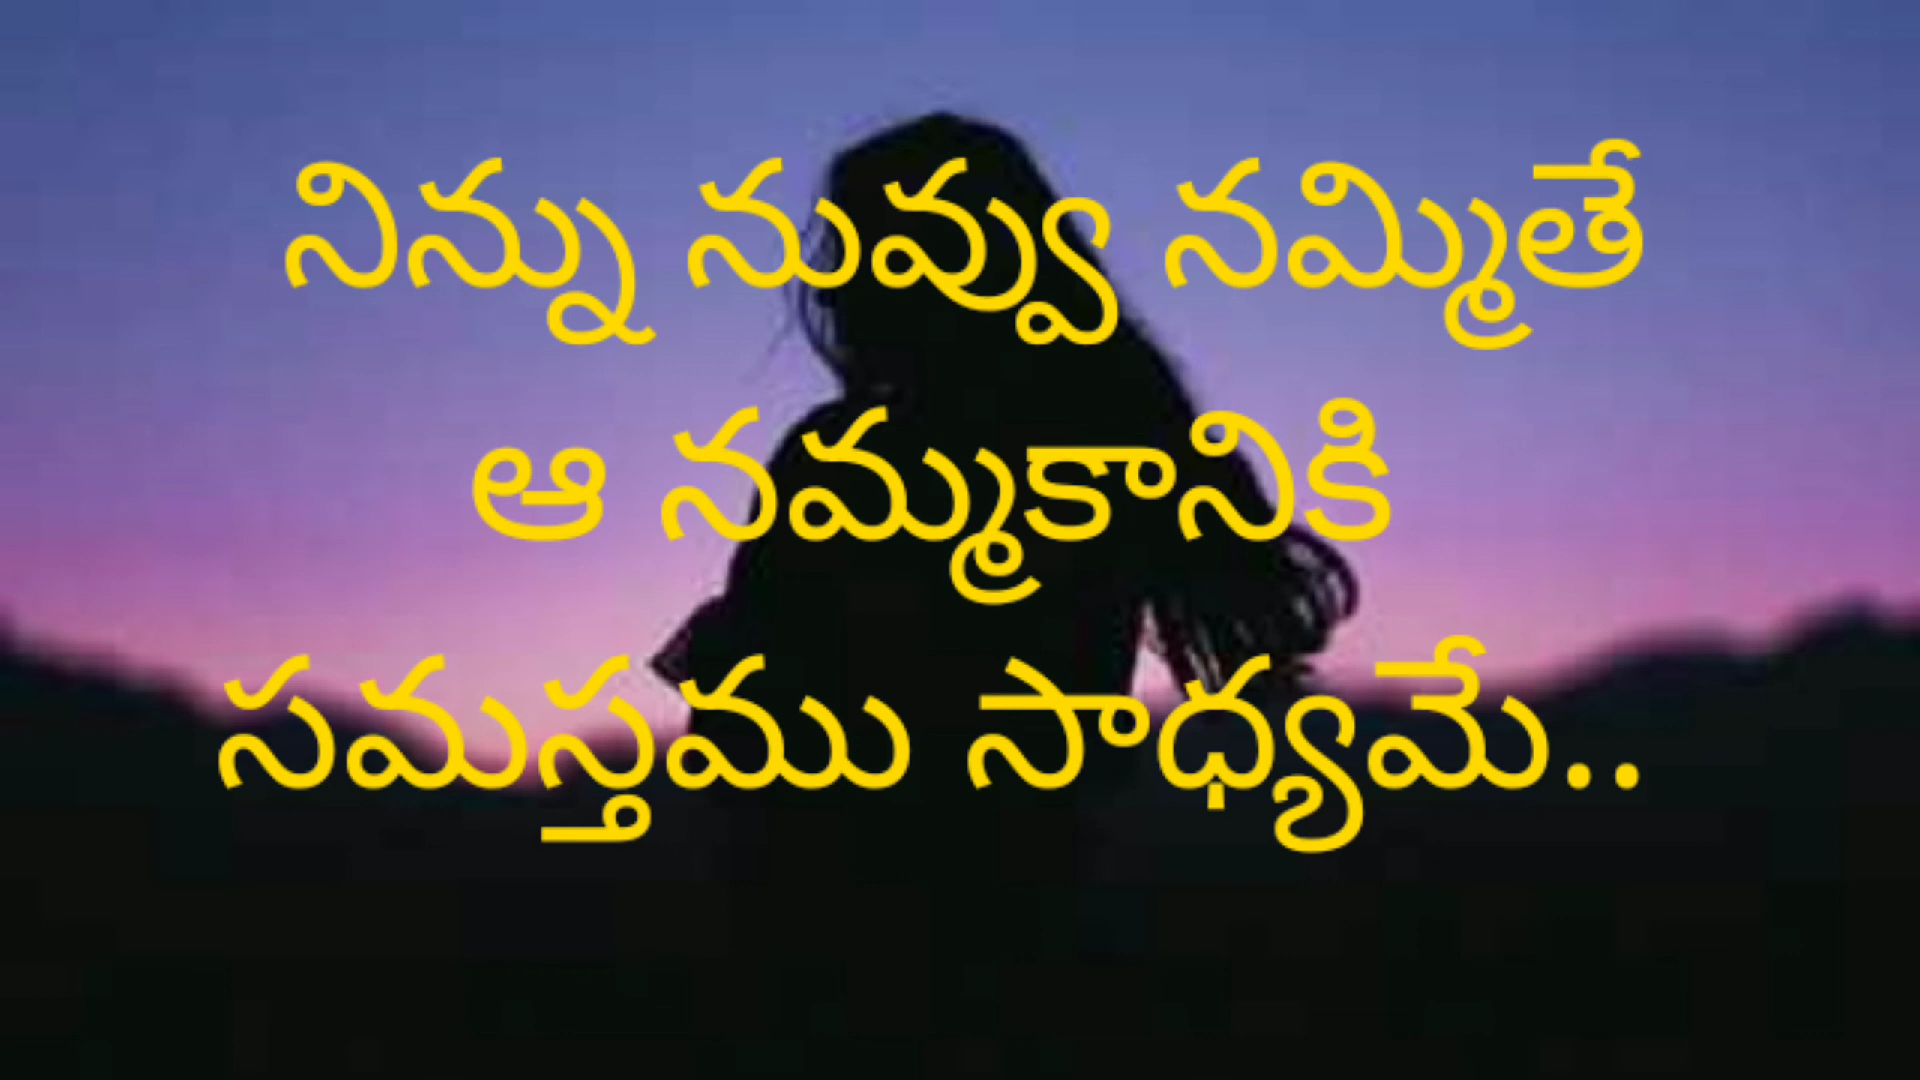 నిన్ను నువ్వు నమ్మితే
ఆ నమ్మకానికి
సమస్తము సాధ్యమే..